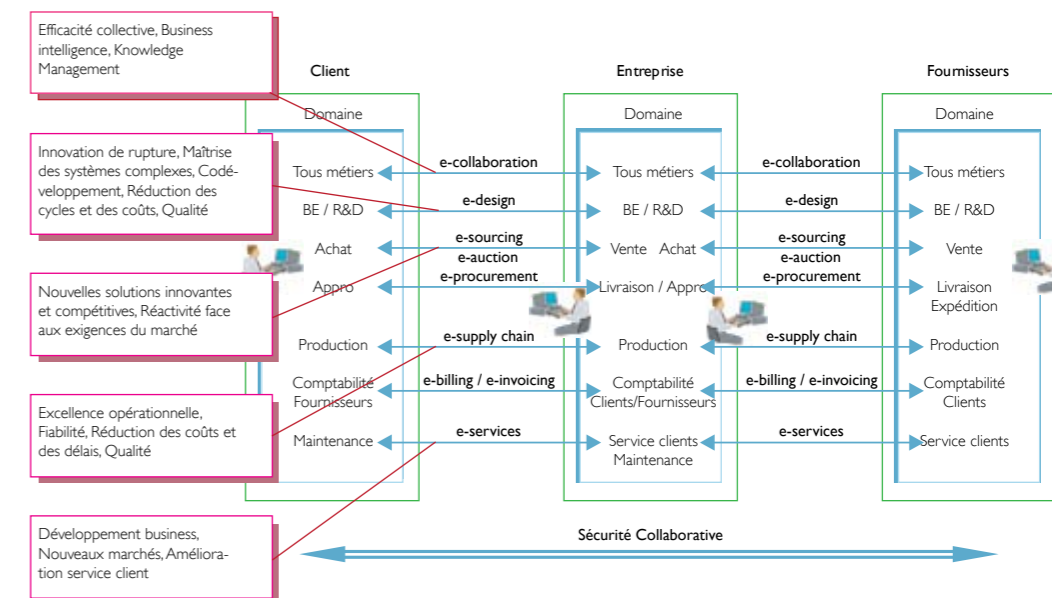 Efficacité collective, Business
intelligence, Knowledge
Management
Innovation de rupture, Maîtrise
des systèmes complexes, Codé-
veloppement, Réduction des
cycles et des coûts, Qualité
Nouvelles solutions innovantes
et compétitives, Réactivité face
aux exigences du marché
Excellence opérationnelle,
Fiabilité, Réduction des coûts et
des délais, Qualité
Développement business,
Nouveaux marchés, Améliora-
tion service client
Client
Domaine
Tous métiers
BE / R&D
Achat
Appro
Production
Comptabilité
Fournisseurs
Maintenance
e-collaboration
e-design
e-sourcing
e-auction
e-procurement
e-supply chain
e-billing / e-invoicing
e-services
Entreprise
Domaine
Tous métiers
BE / R&D
Vente Achat
Livraison / Appro
Production
Comptabilité
Clients/Fournisseurs
Service clients
Maintenance
e-collaboration
e-design
e-sourcing
e-auction
e-procurement
e-supply chain
e-billing / e-invoicing
e-services
Fournisseurs
Domaine
Tous métiers
BE / R&D
Vente
Livraison
Expédition
Production
Comptabilité
Clients
Service clients
Sécurité Collaborative